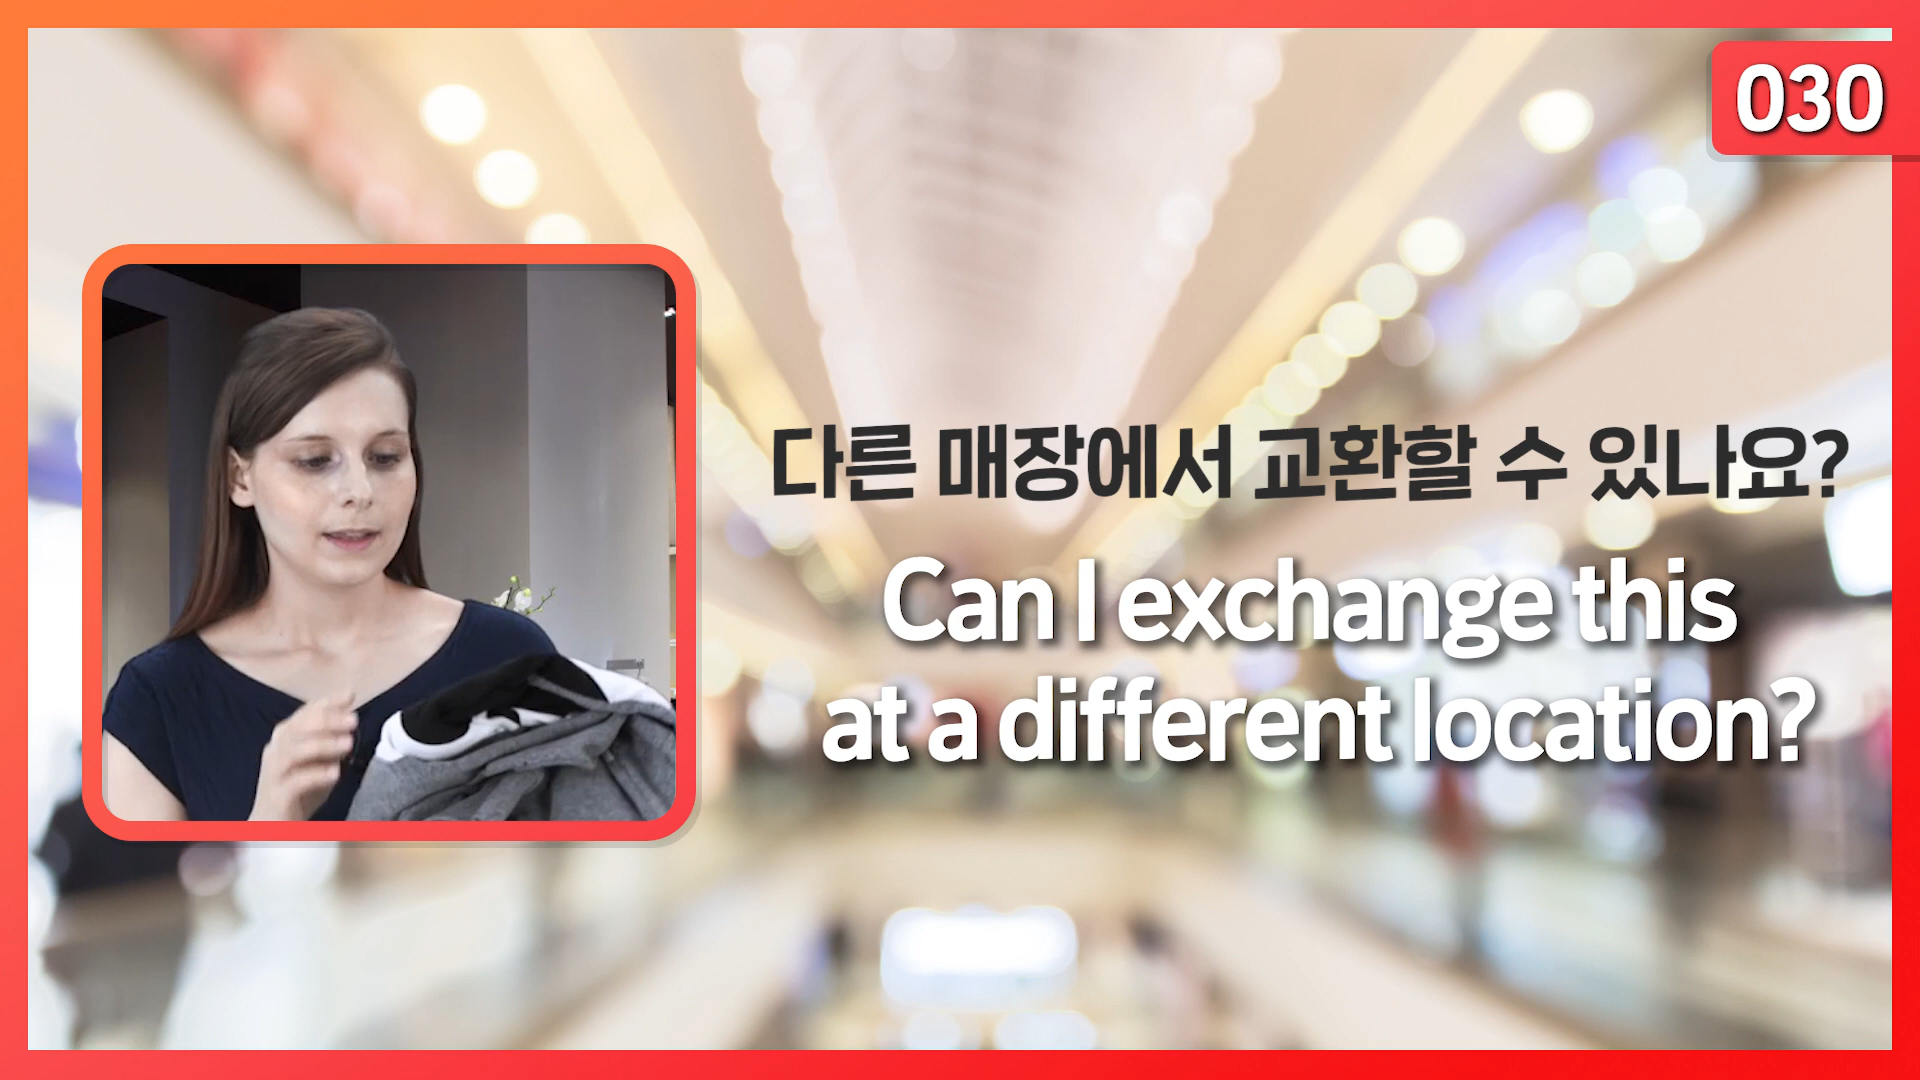 030
다른 매장에서 교환할 수 있나요?
Can I exchange this
at a different location?